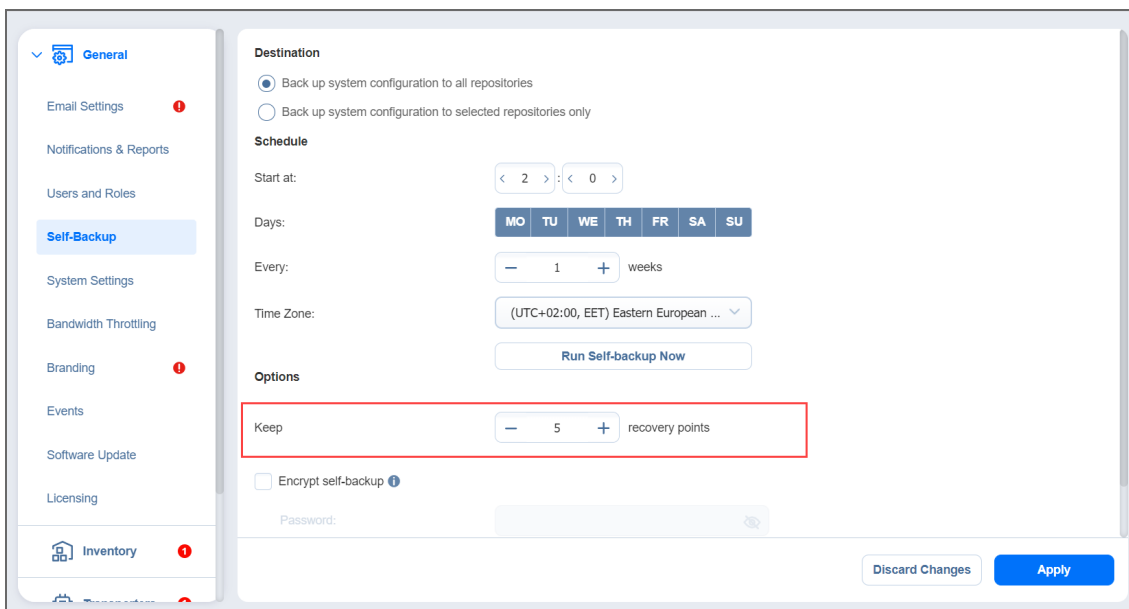 General
Email Settings
Notifications & Reports
Users and Roles
Self-Backup
System Settings
Bandwidth Throttling
Branding
Events
Software Update
Licensing
Inventory
1
Destination
Back up system configuration to all repositories
Back up system configuration to selected repositories only
Schedule
Start at:
2 : 0
Days:
MO TU WE TH FR SA SU
Every:
1 weeks
Time Zone:
(UTC+02:00, EET) Eastern European ...
Run Self-backup Now
Options
Keep
5 recovery points
Encrypt self-backup
Password:
Discard Changes
Apply